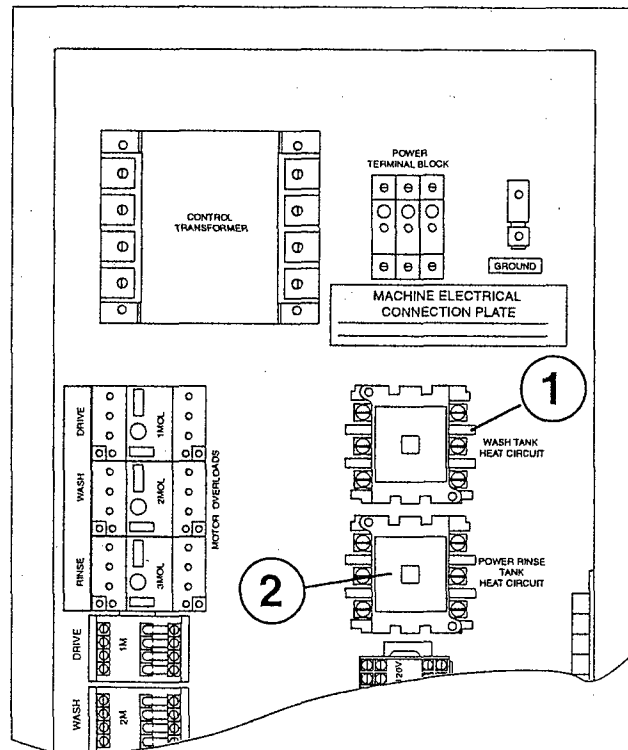 CONTROL
TRANSFORMER
POWER
TERMINAL BLOCK
GROUND
MACHINE ELECTRICAL
CONNECTION PLATE
1
WASH TANK
HEAT CIRCUIT
2
POWER RINSE
TANK
HEAT CIRCUIT
DRIVE
1MOL
WASH
2MOL
RINSE
3MOL
MOTOR OVERLOADS
DRIVE
1M
WASH
2M
120V